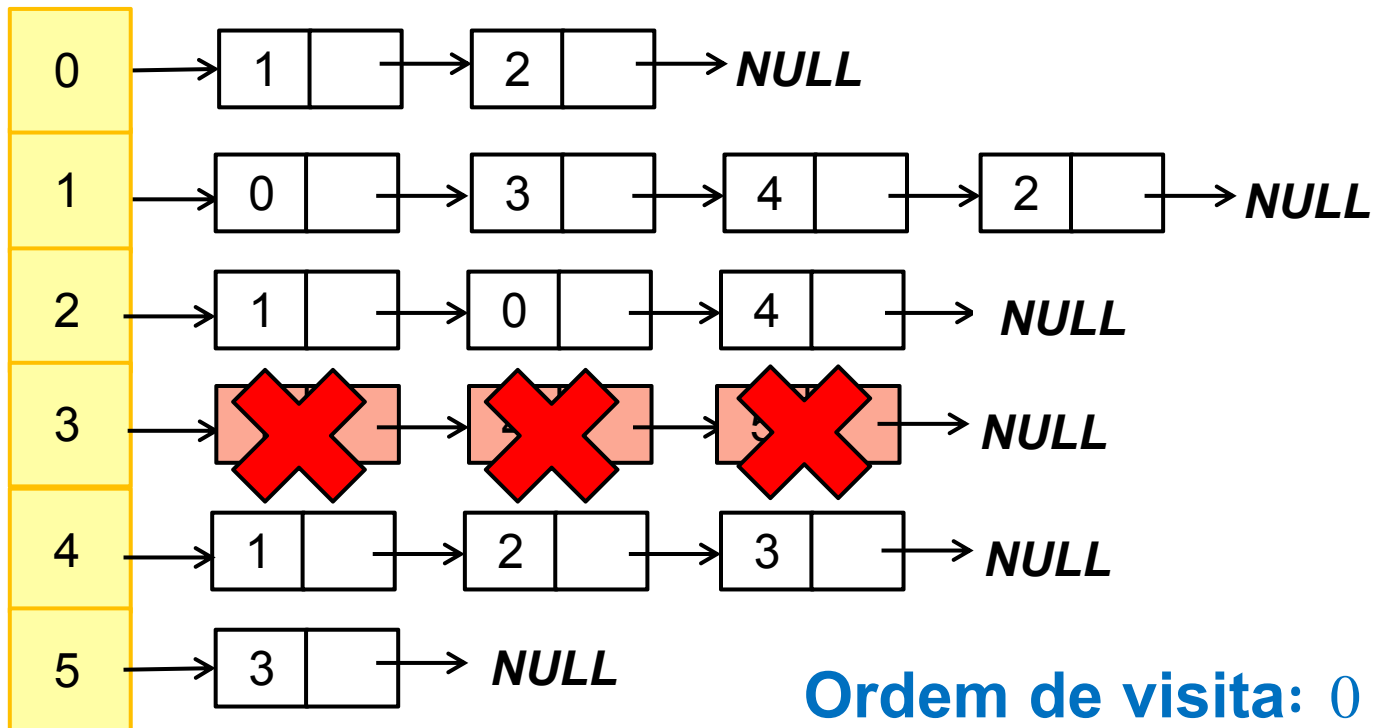 0 1 2 NULL
1 0 3 4 2 NULL
2 1 0 4 NULL
3 NULL
4 1 2 3 NULL
5 3 NULL
Ordem de visita: 0